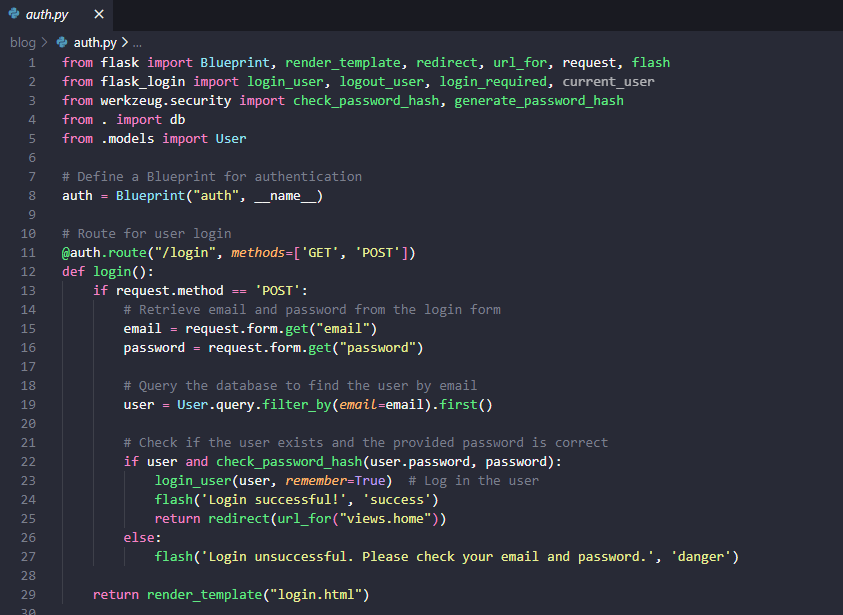 auth.py ×
blog > auth.py > ...
1 from flask import Blueprint, render_template, redirect, url_for, request, flash
2 from flask_login import login_user, logout_user, login_required, current_user
3 from werkzeug.security import check_password_hash, generate_password_hash
4 from . import db
5 from .models import User
6
7 # Define a Blueprint for authentication
8 auth = Blueprint("auth", __name__)
9
10 # Route for user login
11 @auth.route("/login", methods=['GET', 'POST'])
12 def login():
13     if request.method == 'POST':
14         # Retrieve email and password from the login form
15         email = request.form.get("email")
16         password = request.form.get("password")
17
18         # Query the database to find the user by email
19         user = User.query.filter_by(email=email).first()
20
21         # Check if the user exists and the provided password is correct
22         if user and check_password_hash(user.password, password):
23             login_user(user, remember=True)  # Log in the user
24             flash('Login successful!', 'success')
25             return redirect(url_for("views.home"))
26         else:
27             flash('Login unsuccessful. Please check your email and password.', 'danger')
28
29     return render_template("login.html")
30